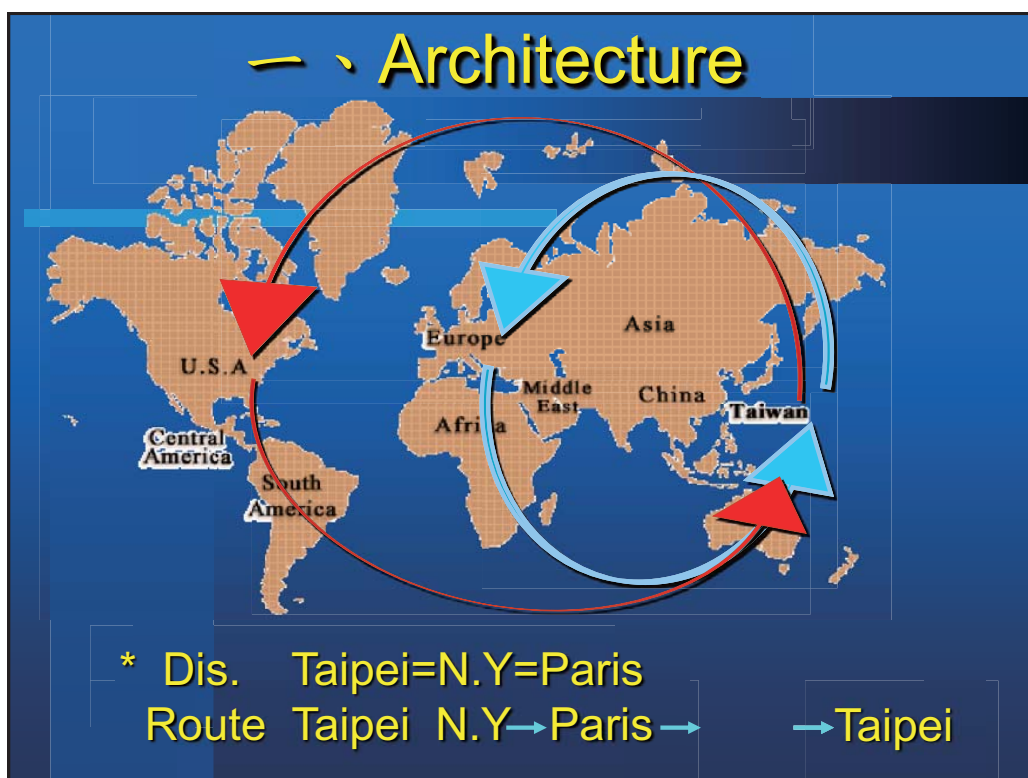 一、Architecture
Asia
Europe
U.S.A
Middle
East
China
Taiwan
Africa
Central
America
South
America
* Dis. Taipei=N.Y=Paris
Route Taipei N.Y→Paris→ →Taipei